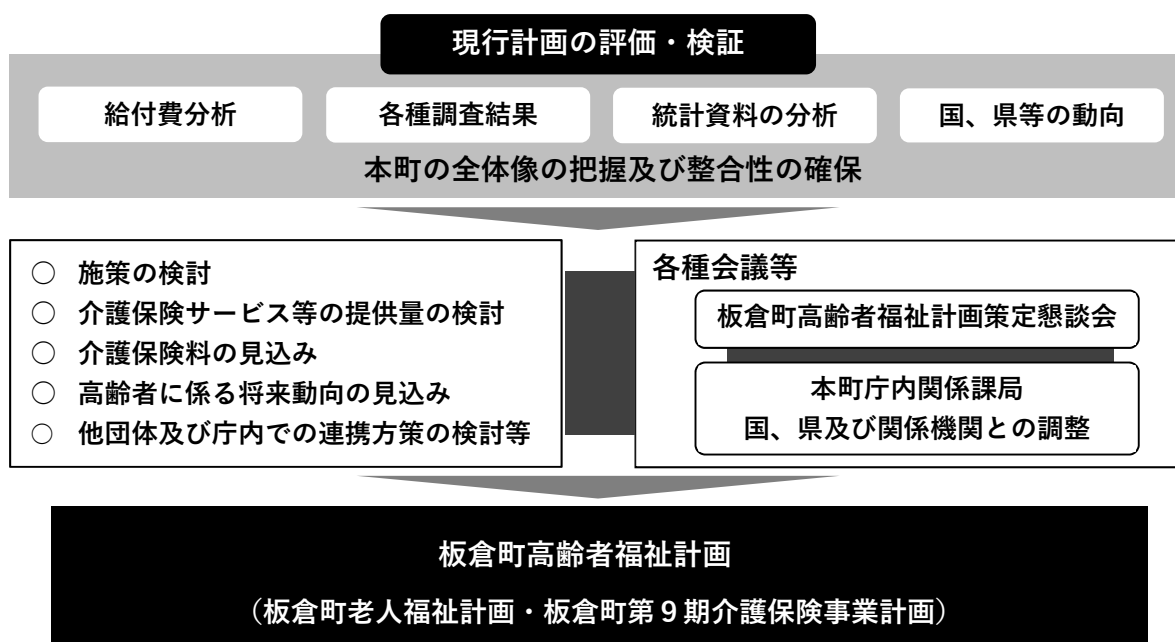 現行計画の評価・検証
給付費分析
各種調査結果
統計資料の分析
国、県等の動向
本町の全体像の把握及び整合性の確保
○ 施策の検討
○ 介護保険サービス等の提供量の検討
○ 介護保険料の見込み
○ 高齢者に係る将来動向の見込み
○ 他団体及び庁内での連携方策の検討等
各種会議等
板倉町高齢者福祉計画策定懇談会
本町庁内関係課局
国、県及び関係機関との調整
板倉町高齢者福祉計画
（板倉町老人福祉計画・板倉町第９期介護保険事業計画）